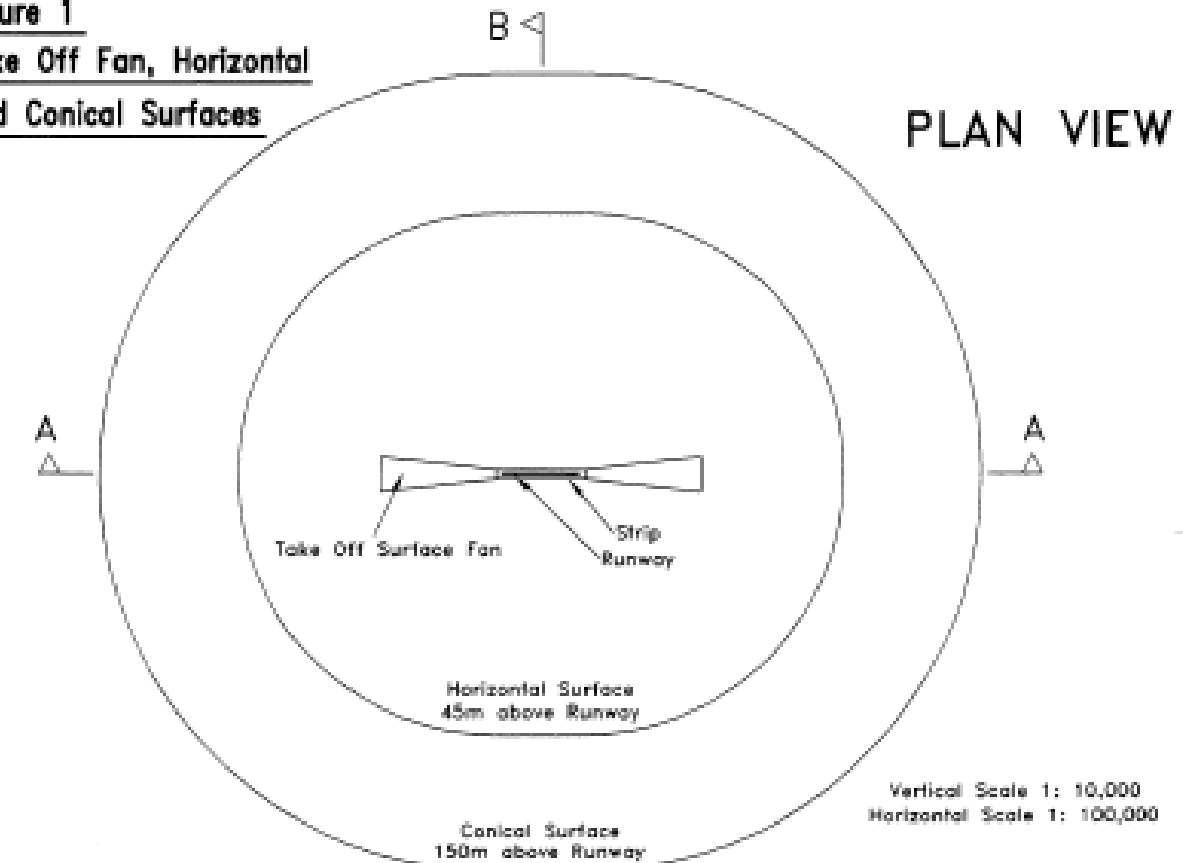 ure 1
ke Off Fan, Horizontal
d Conical Surfaces
B
PLAN VIEW
A
A
Take Off Surface Fan
Strip
Runway
Horizontal Surface
45m above Runway
Vertical Scale 1: 10,000
Horizontal Scale 1: 100,000
Conical Surface
150m above Runway